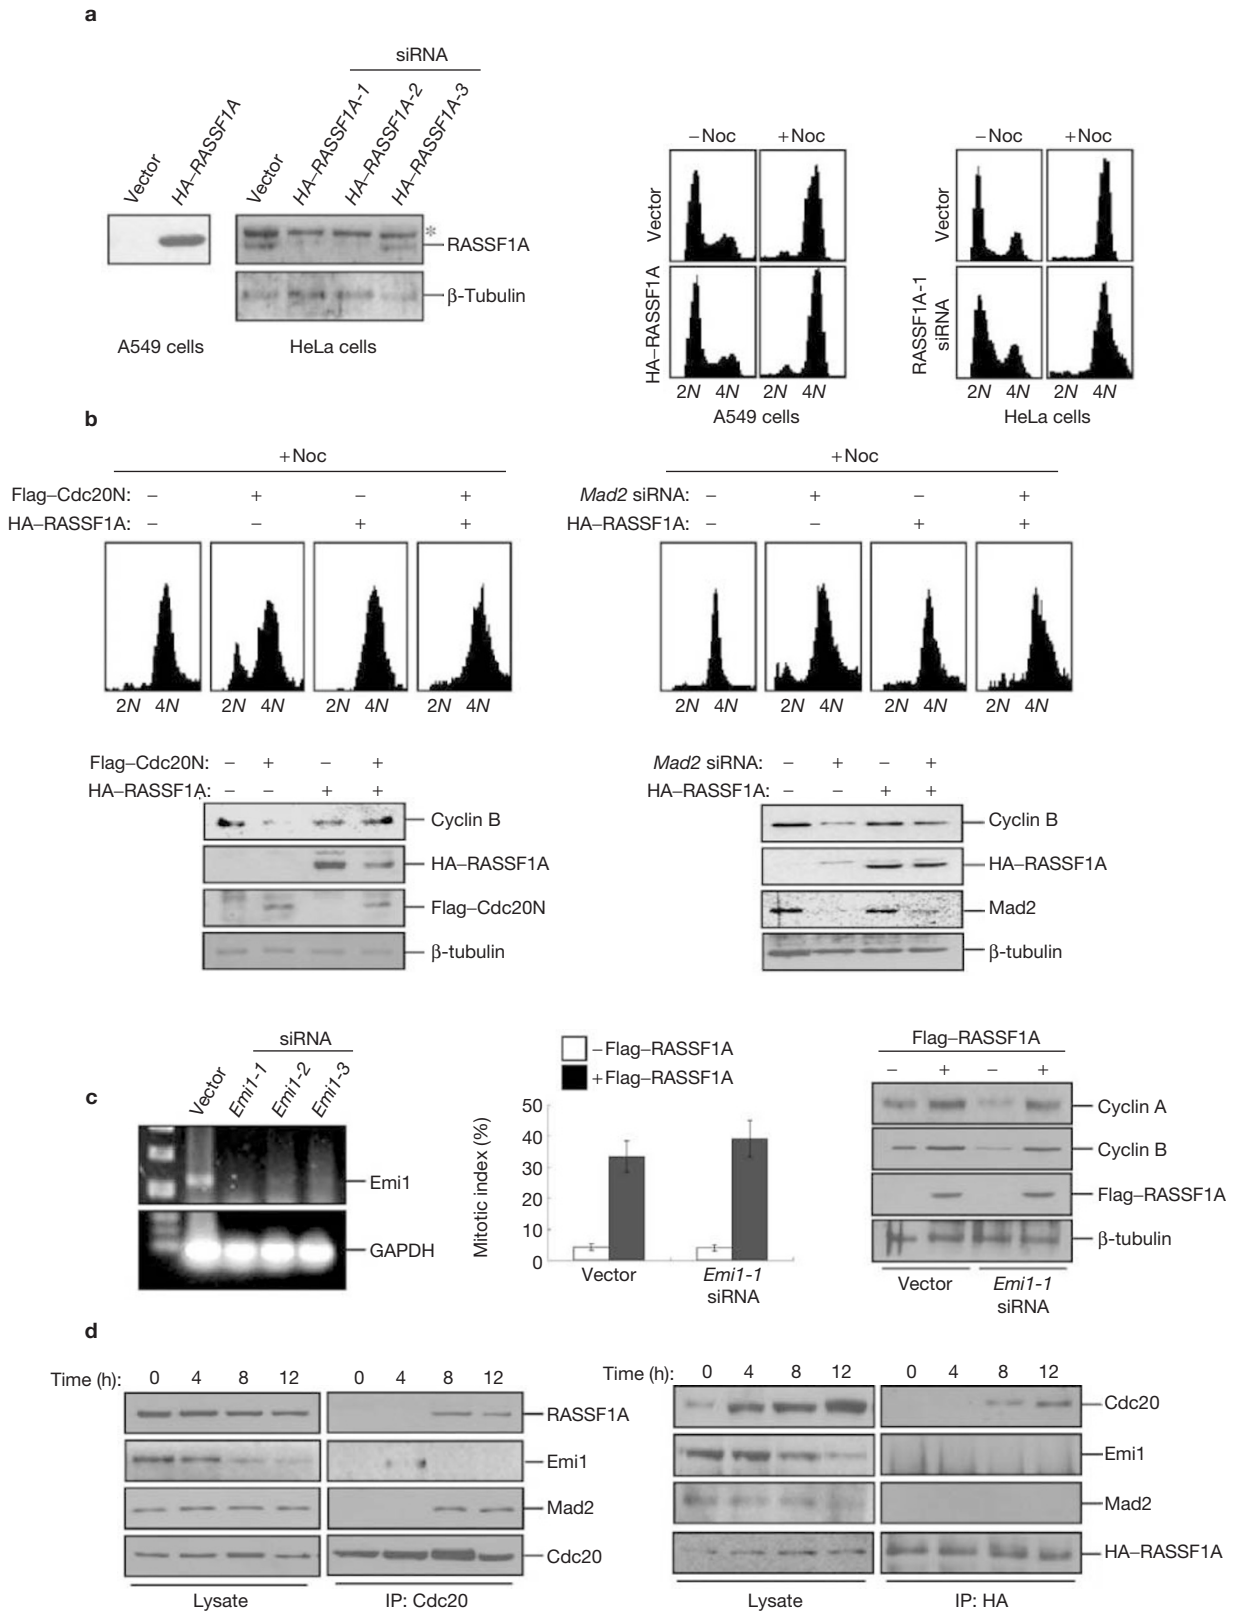 a
siRNA
Vector
HA–RASSF1A
Vector
HA–RASSF1A-1
HA–RASSF1A-2
HA–RASSF1A-3
*
RASSF1A
β-Tubulin
A549 cells
HeLa cells
–Noc +Noc
Vector
HA–RASSF1A
2N 4N 2N 4N
A549 cells
–Noc +Noc
Vector
RASSF1A-1
siRNA
2N 4N 2N 4N
HeLa cells
b
+Noc
Flag–Cdc20N: – + – +
HA–RASSF1A: – – + +
2N 4N 2N 4N 2N 4N 2N 4N
+Noc
Mad2 siRNA: – + – +
HA–RASSF1A: – – + +
2N 4N 2N 4N 2N 4N 2N 4N
Flag–Cdc20N: – + – +
HA–RASSF1A: – – + +
Cyclin B
HA–RASSF1A
Flag–Cdc20N
β-tubulin
Mad2 siRNA: – + – +
HA–RASSF1A: – – + +
Cyclin B
HA–RASSF1A
Mad2
β-tubulin
c
siRNA
Vector
Emi1-1
Emi1-2
Emi1-3
Emi1
GAPDH
–Flag–RASSF1A
+Flag–RASSF1A
Mitotic index (%)
50
40
30
20
10
0
Vector
Emi1-1
siRNA
Flag–RASSF1A
– + – +
Cyclin A
Cyclin B
Flag–RASSF1A
β-tubulin
Vector
Emi1-1
siRNA
d
Time (h): 0 4 8 12 0 4 8 12
RASSF1A
Emi1
Mad2
Cdc20
Lysate IP: Cdc20
Time (h): 0 4 8 12 0 4 8 12
Cdc20
Emi1
Mad2
HA–RASSF1A
Lysate IP: HA